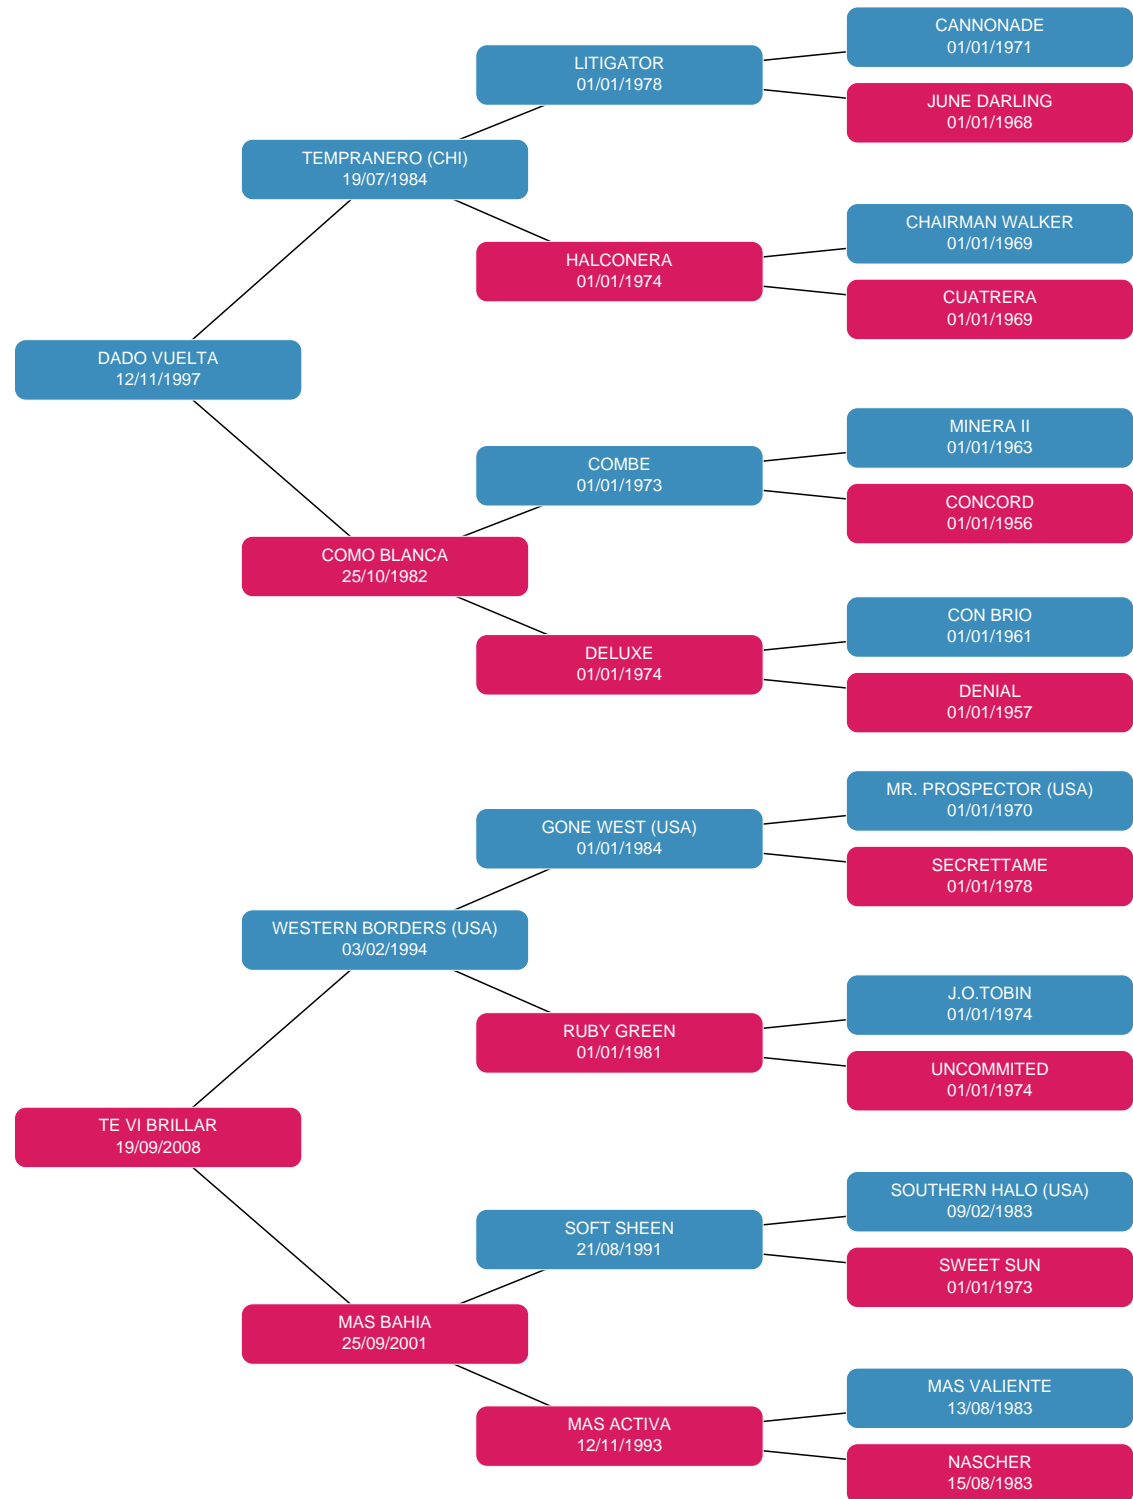 CANNONADE
01/01/1971
LITIGATOR
01/01/1978
JUNE DARLING
01/01/1968
TEMPRANERO (CHI)
19/07/1984
CHAIRMAN WALKER
01/01/1969
HALCONERA
01/01/1974
CUATRERA
01/01/1969
DADO VUELTA
12/11/1997
MINERA II
01/01/1963
COMBE
01/01/1973
CONCORD
01/01/1956
COMO BLANCA
25/10/1982
CON BRIO
01/01/1961
DELUXE
01/01/1974
DENIAL
01/01/1957
MR. PROSPECTOR (USA)
01/01/1970
GONE WEST (USA)
01/01/1984
SECRETTAME
01/01/1978
WESTERN BORDERS (USA)
03/02/1994
J.O.TOBIN
01/01/1974
RUBY GREEN
01/01/1981
UNCOMMITED
01/01/1974
TE VI BRILLAR
19/09/2008
SOUTHERN HALO (USA)
09/02/1983
SOFT SHEEN
21/08/1991
SWEET SUN
01/01/1973
MAS BAHIA
25/09/2001
MAS VALIENTE
13/08/1983
MAS ACTIVA
12/11/1993
NASCHER
15/08/1983